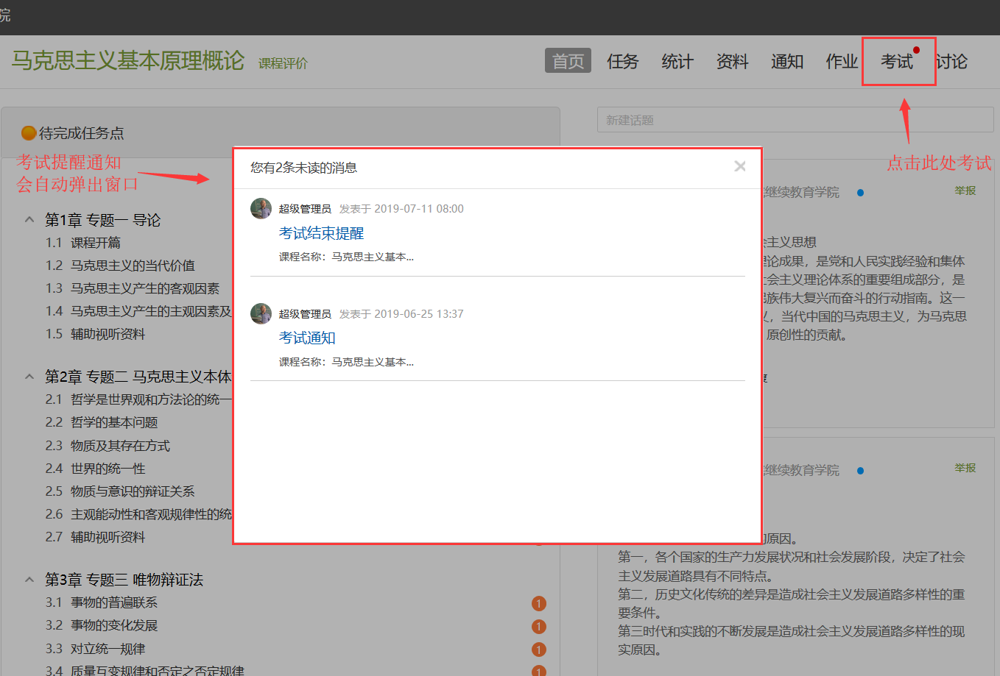 院
马克思主义基本原理概论 课程评价
首页 任务 统计 资料 通知 作业 考试 讨论
新建话题
待完成任务点
考试提醒通知
会自动弹出窗口
点击此处考试
第1章 专题一 导论
1.1 课程开篇
1.2 马克思主义的当代价值
1.3 马克思主义产生的客观因素
1.4 马克思主义产生的主观因素及
1.5 辅助视听资料
第2章 专题二 马克思主义本体
2.1 哲学是世界观和方法论的统一
2.2 哲学的基本问题
2.3 物质及其存在方式
2.4 世界的统一性
2.5 物质与意识的辩证关系
2.6 主观能动性和客观规律性的统
2.7 辅助视听资料
第3章 专题三 唯物辩证法
3.1 事物的普遍联系 1
3.2 事物的变化发展 1
3.3 对立统一规律 1
3.4 质量互变规律和否定之否定规律 1
您有2条未读的消息
超级管理员 发表于 2019-07-11 08:00
考试结束提醒
课程名称：马克思主义基本...
超级管理员 发表于 2019-06-25 13:37
考试通知
课程名称：马克思主义基本...
继续教育学院 举报
主义思想
论成果，是党和人民实践经验和集体
会主义理论体系的重要组成部分，是
民族伟大复兴而奋斗的行动指南。这一
义，当代中国的马克思主义，为马克思
原创性的贡献。
继续教育学院 举报
的原因。
第一，各个国家的生产力发展状况和社会发展阶段，决定了社会
主义发展道路具有不同特点。
第二，历史文化传统的差异是造成社会主义发展道路多样性的重
要条件。
第三时代和实践的不断发展是造成社会主义发展道路多样性的现
实原因。